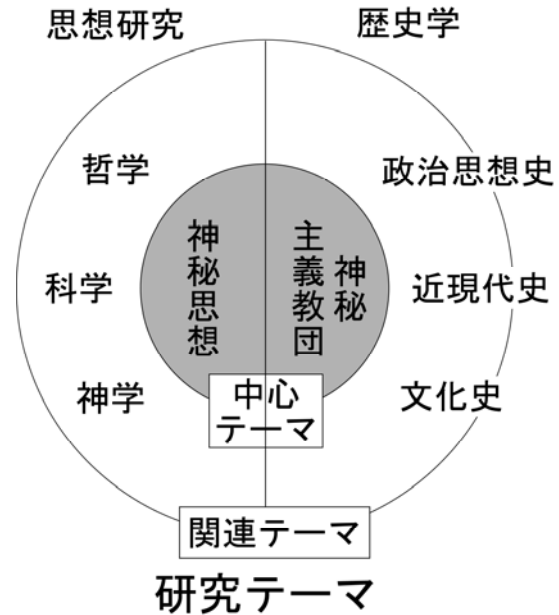 思想研究
歴史学
哲学
科学
神学
神秘思想
神秘
主義教団
政治思想史
近現代史
文化史
中心
テーマ
関連テーマ
研究テーマ